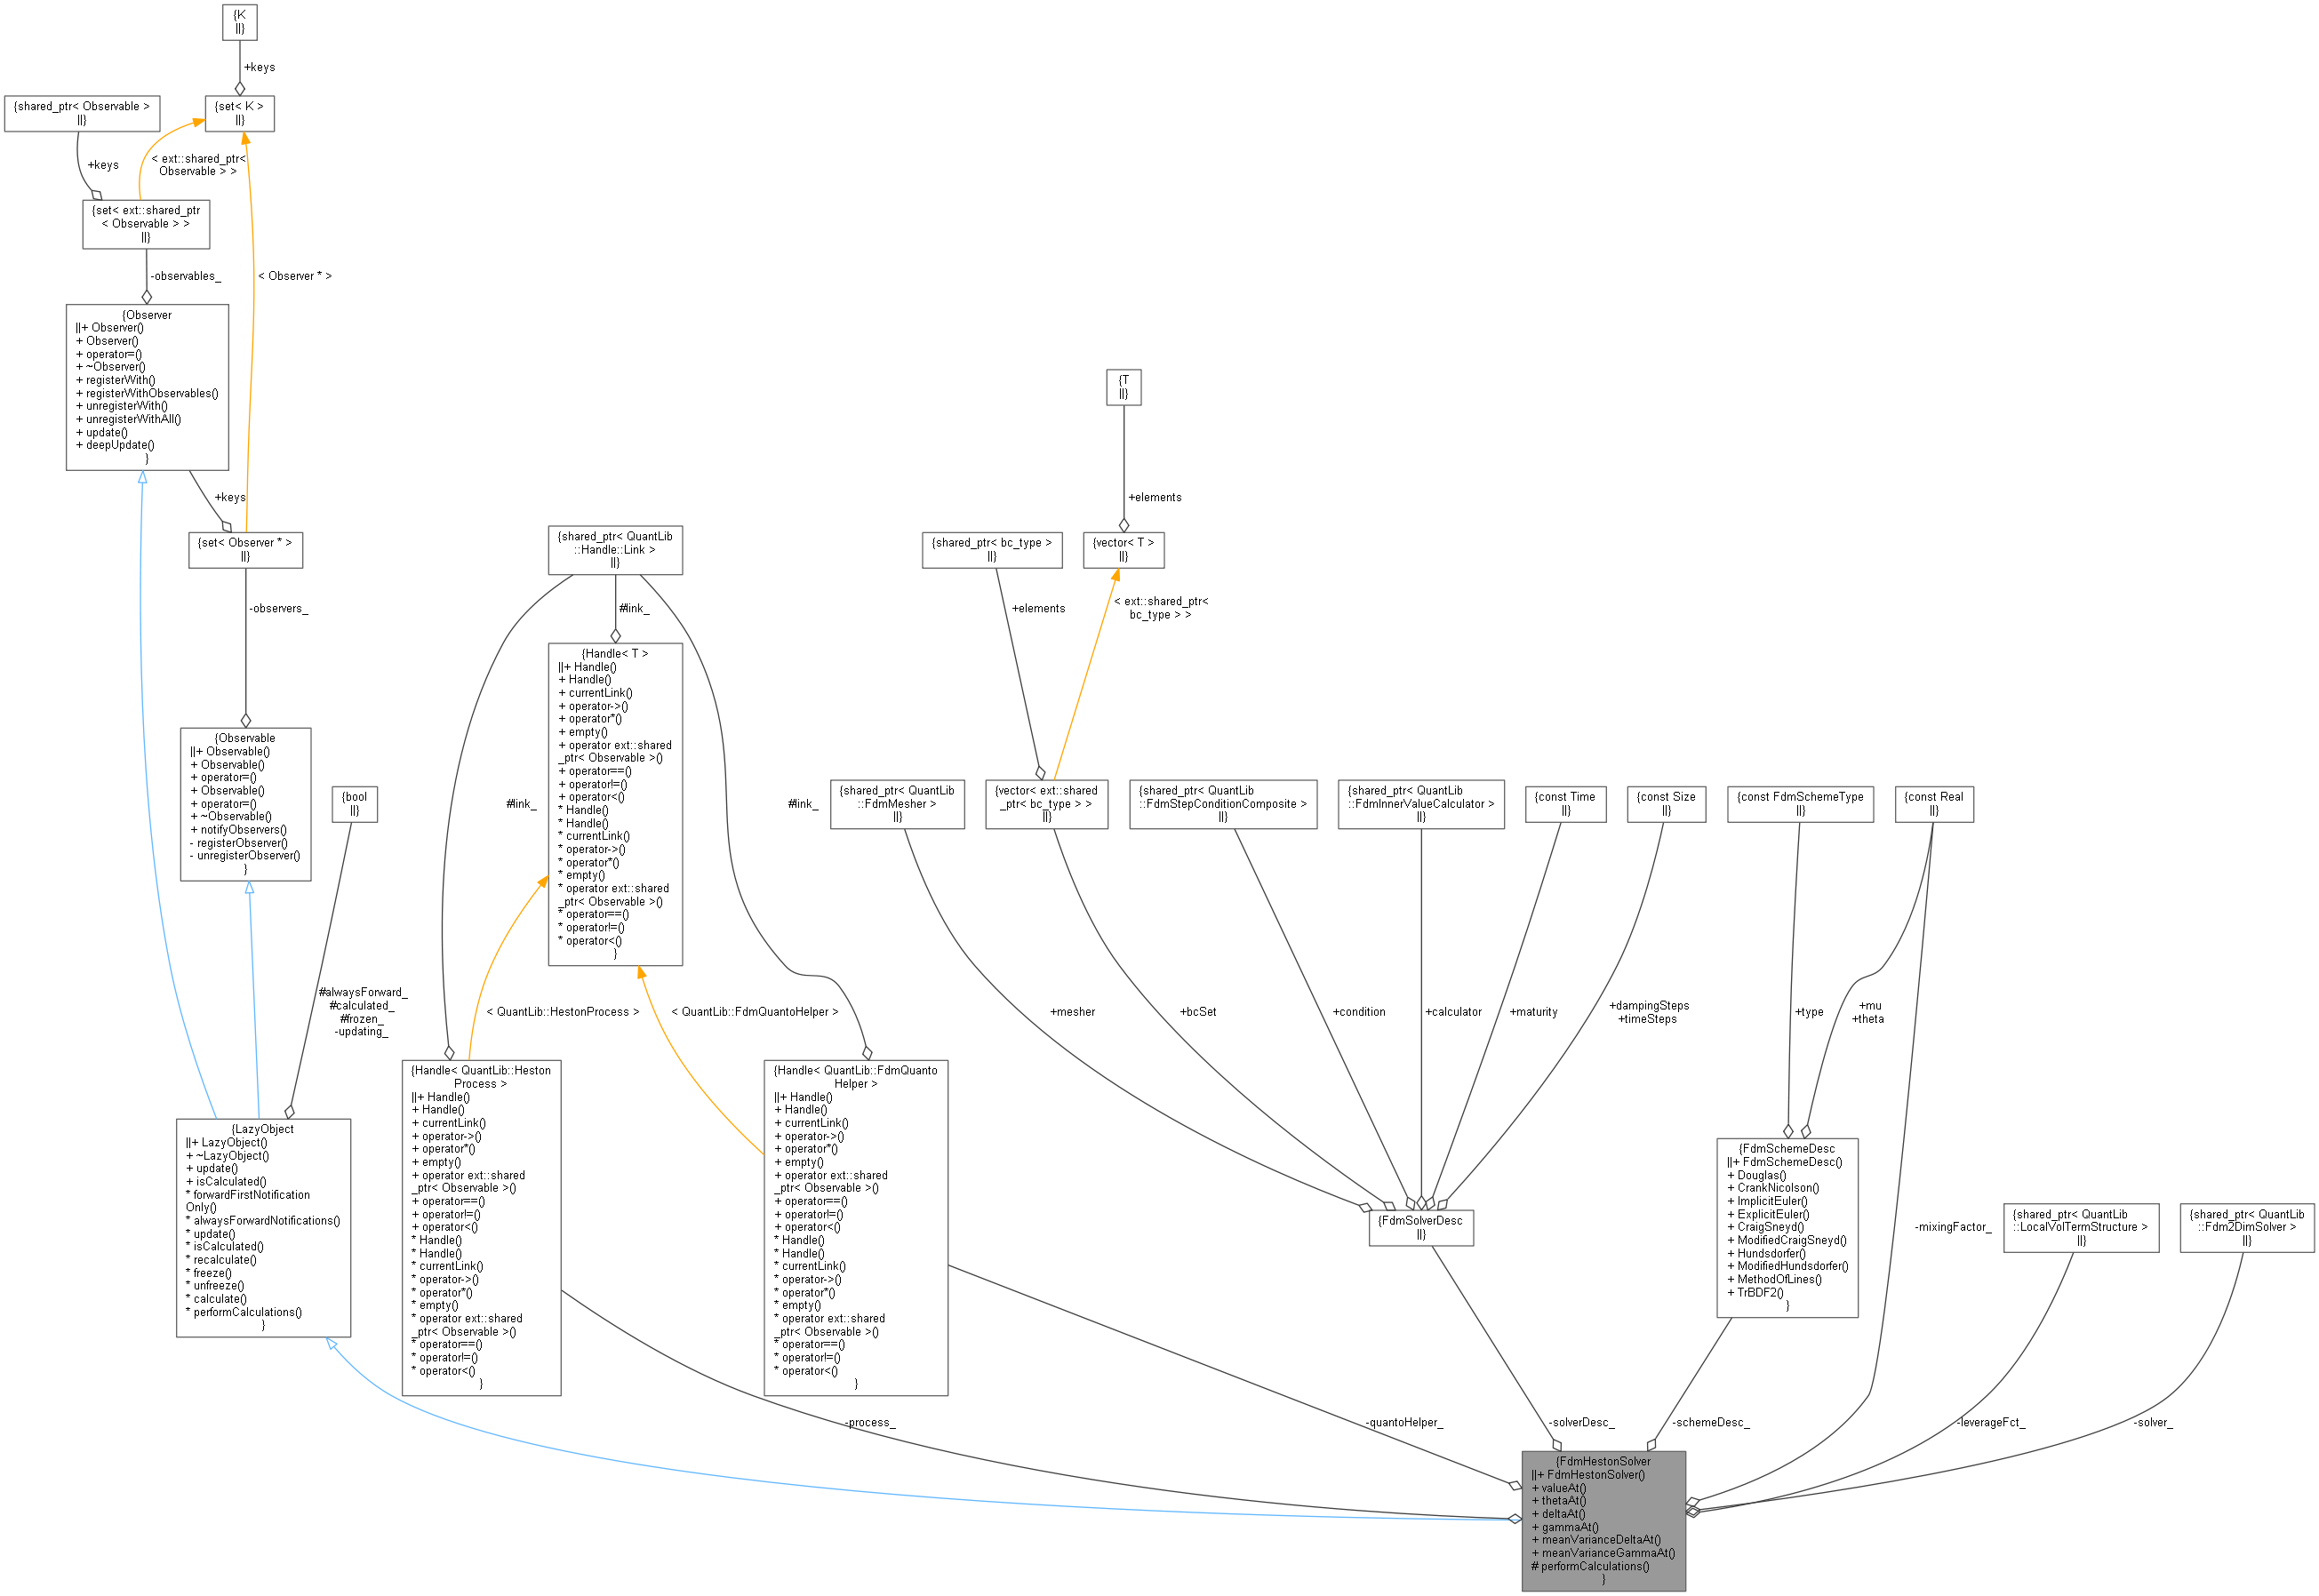 {K
||}
+keys
{shared_ptr< Observable >
||}
{set< K >
||}
+keys
< ext::shared_ptr<
Observable > >
{set< ext::shared_ptr
< Observable > >
||}
-observables_
< Observer * >
{Observer
||+ Observer()
+ Observer()
+ operator=()
+ ~Observer()
+ registerWith()
+ registerWithObservables()
+ unregisterWith()
+ unregisterWithAll()
+ update()
+ deepUpdate()
}
+keys
{set< Observer * >
||}
-observers_
{Observable
||+ Observable()
+ Observable()
+ operator=()
+ Observable()
+ operator=()
+ ~Observable()
+ notifyObservers()
- registerObserver()
- unregisterObserver()
}
{bool
||}
#alwaysForward_
#calculated_
#frozen_
-updating_
{LazyObject
||+ LazyObject()
+ ~LazyObject()
+ update()
+ isCalculated()
* forwardFirstNotification
Only()
* alwaysForwardNotifications()
* update()
* isCalculated()
* recalculate()
* freeze()
* unfreeze()
* calculate()
* performCalculations()
}
{shared_ptr< QuantLib
::Handle::Link >
||}
#link_
#link_
#link_
{Handle< T >
||+ Handle()
+ Handle()
+ currentLink()
+ operator->()
+ operator*()
+ empty()
+ operator ext::shared
_ptr< Observable >()
+ operator==()
+ operator!=()
+ operator<()
* Handle()
* Handle()
* currentLink()
* operator->()
* operator*()
* empty()
* operator ext::shared
_ptr< Observable >()
* operator==()
* operator!=()
* operator<()
}
< QuantLib::HestonProcess >
< QuantLib::FdmQuantoHelper >
{Handle< QuantLib::Heston
Process >
||+ Handle()
+ Handle()
+ currentLink()
+ operator->()
+ operator*()
+ empty()
+ operator ext::shared
_ptr< Observable >()
+ operator==()
+ operator!=()
+ operator<()
* Handle()
* Handle()
* currentLink()
* operator->()
* operator*()
* empty()
* operator ext::shared
_ptr< Observable >()
* operator==()
* operator!=()
* operator<()
}
{Handle< QuantLib::FdmQuanto
Helper >
||+ Handle()
+ Handle()
+ currentLink()
+ operator->()
+ operator*()
+ empty()
+ operator ext::shared
_ptr< Observable >()
+ operator==()
+ operator!=()
+ operator<()
* Handle()
* Handle()
* currentLink()
* operator->()
* operator*()
* empty()
* operator ext::shared
_ptr< Observable >()
* operator==()
* operator!=()
* operator<()
}
{T
||}
+elements
{shared_ptr< bc_type >
||}
{vector< T >
||}
+elements
< ext::shared_ptr<
bc_type > >
{shared_ptr< QuantLib
::FdmMesher >
||}
{vector< ext::shared
_ptr< bc_type > >
||}
{shared_ptr< QuantLib
::FdmStepConditionComposite >
||}
{shared_ptr< QuantLib
::FdmInnerValueCalculator >
||}
{const Time
||}
{const Size
||}
{const FdmSchemeType
||}
{const Real
||}
+mesher
+bcSet
+condition
+calculator
+maturity
+dampingSteps
+timeSteps
+type
+mu
+theta
{FdmSolverDesc
||}
{FdmSchemeDesc
||+ FdmSchemeDesc()
+ Douglas()
+ CrankNicolson()
+ ImplicitEuler()
+ ExplicitEuler()
+ CraigSneyd()
+ ModifiedCraigSneyd()
+ Hundsdorfer()
+ ModifiedHundsdorfer()
+ MethodOfLines()
+ TrBDF2()
}
-mixingFactor_
{shared_ptr< QuantLib
::LocalVolTermStructure >
||}
{shared_ptr< QuantLib
::Fdm2DimSolver >
||}
-process_
-quantoHelper_
-solverDesc_
-schemeDesc_
-leverageFct_
-solver_
{FdmHestonSolver
||+ FdmHestonSolver()
+ valueAt()
+ thetaAt()
+ deltaAt()
+ gammaAt()
+ meanVarianceDeltaAt()
+ meanVarianceGammaAt()
# performCalculations()
}